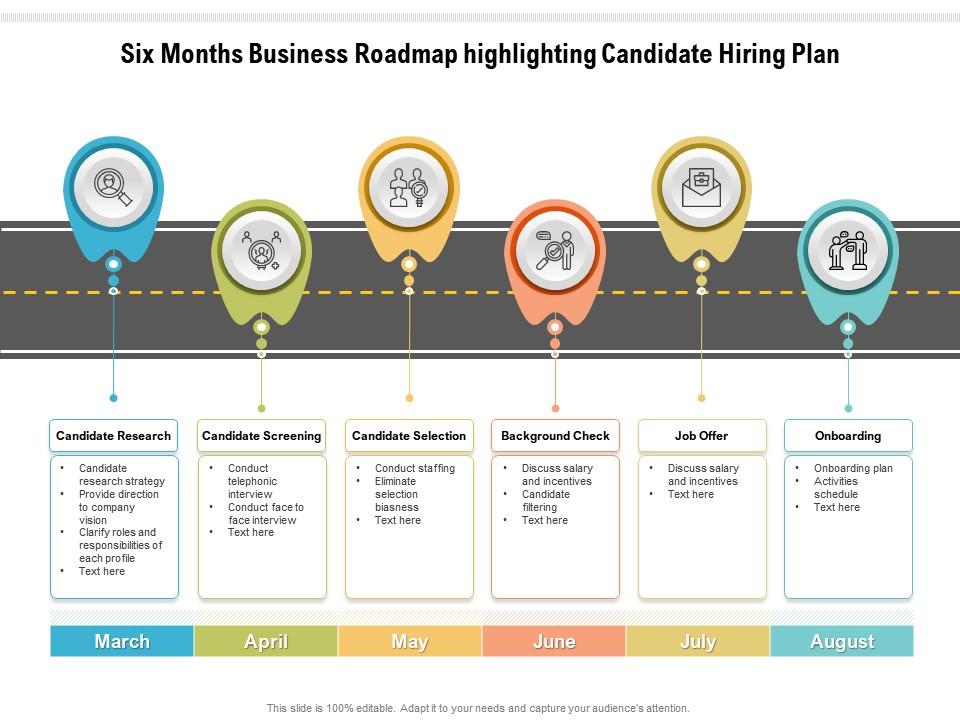 Six Months Business Roadmap highlighting Candidate Hiring Plan
Candidate Research
• Candidate
research strategy
• Provide direction
to company
vision
• Clarify roles and
responsibilities of
each profile
• Text here
Candidate Screening
• Conduct
telephonic
interview
• Conduct face to
face interview
• Text here
Candidate Selection
• Conduct staffing
• Eliminate
selection
biasness
• Text here
Background Check
• Discuss salary
and incentives
• Candidate
filtering
• Text here
Job Offer
• Discuss salary
and incentives
• Text here
Onboarding
• Onboarding plan
• Activities
schedule
• Text here
March
April
May
June
July
August
This slide is 100% editable. Adapt it to your needs and capture your audience's attention.